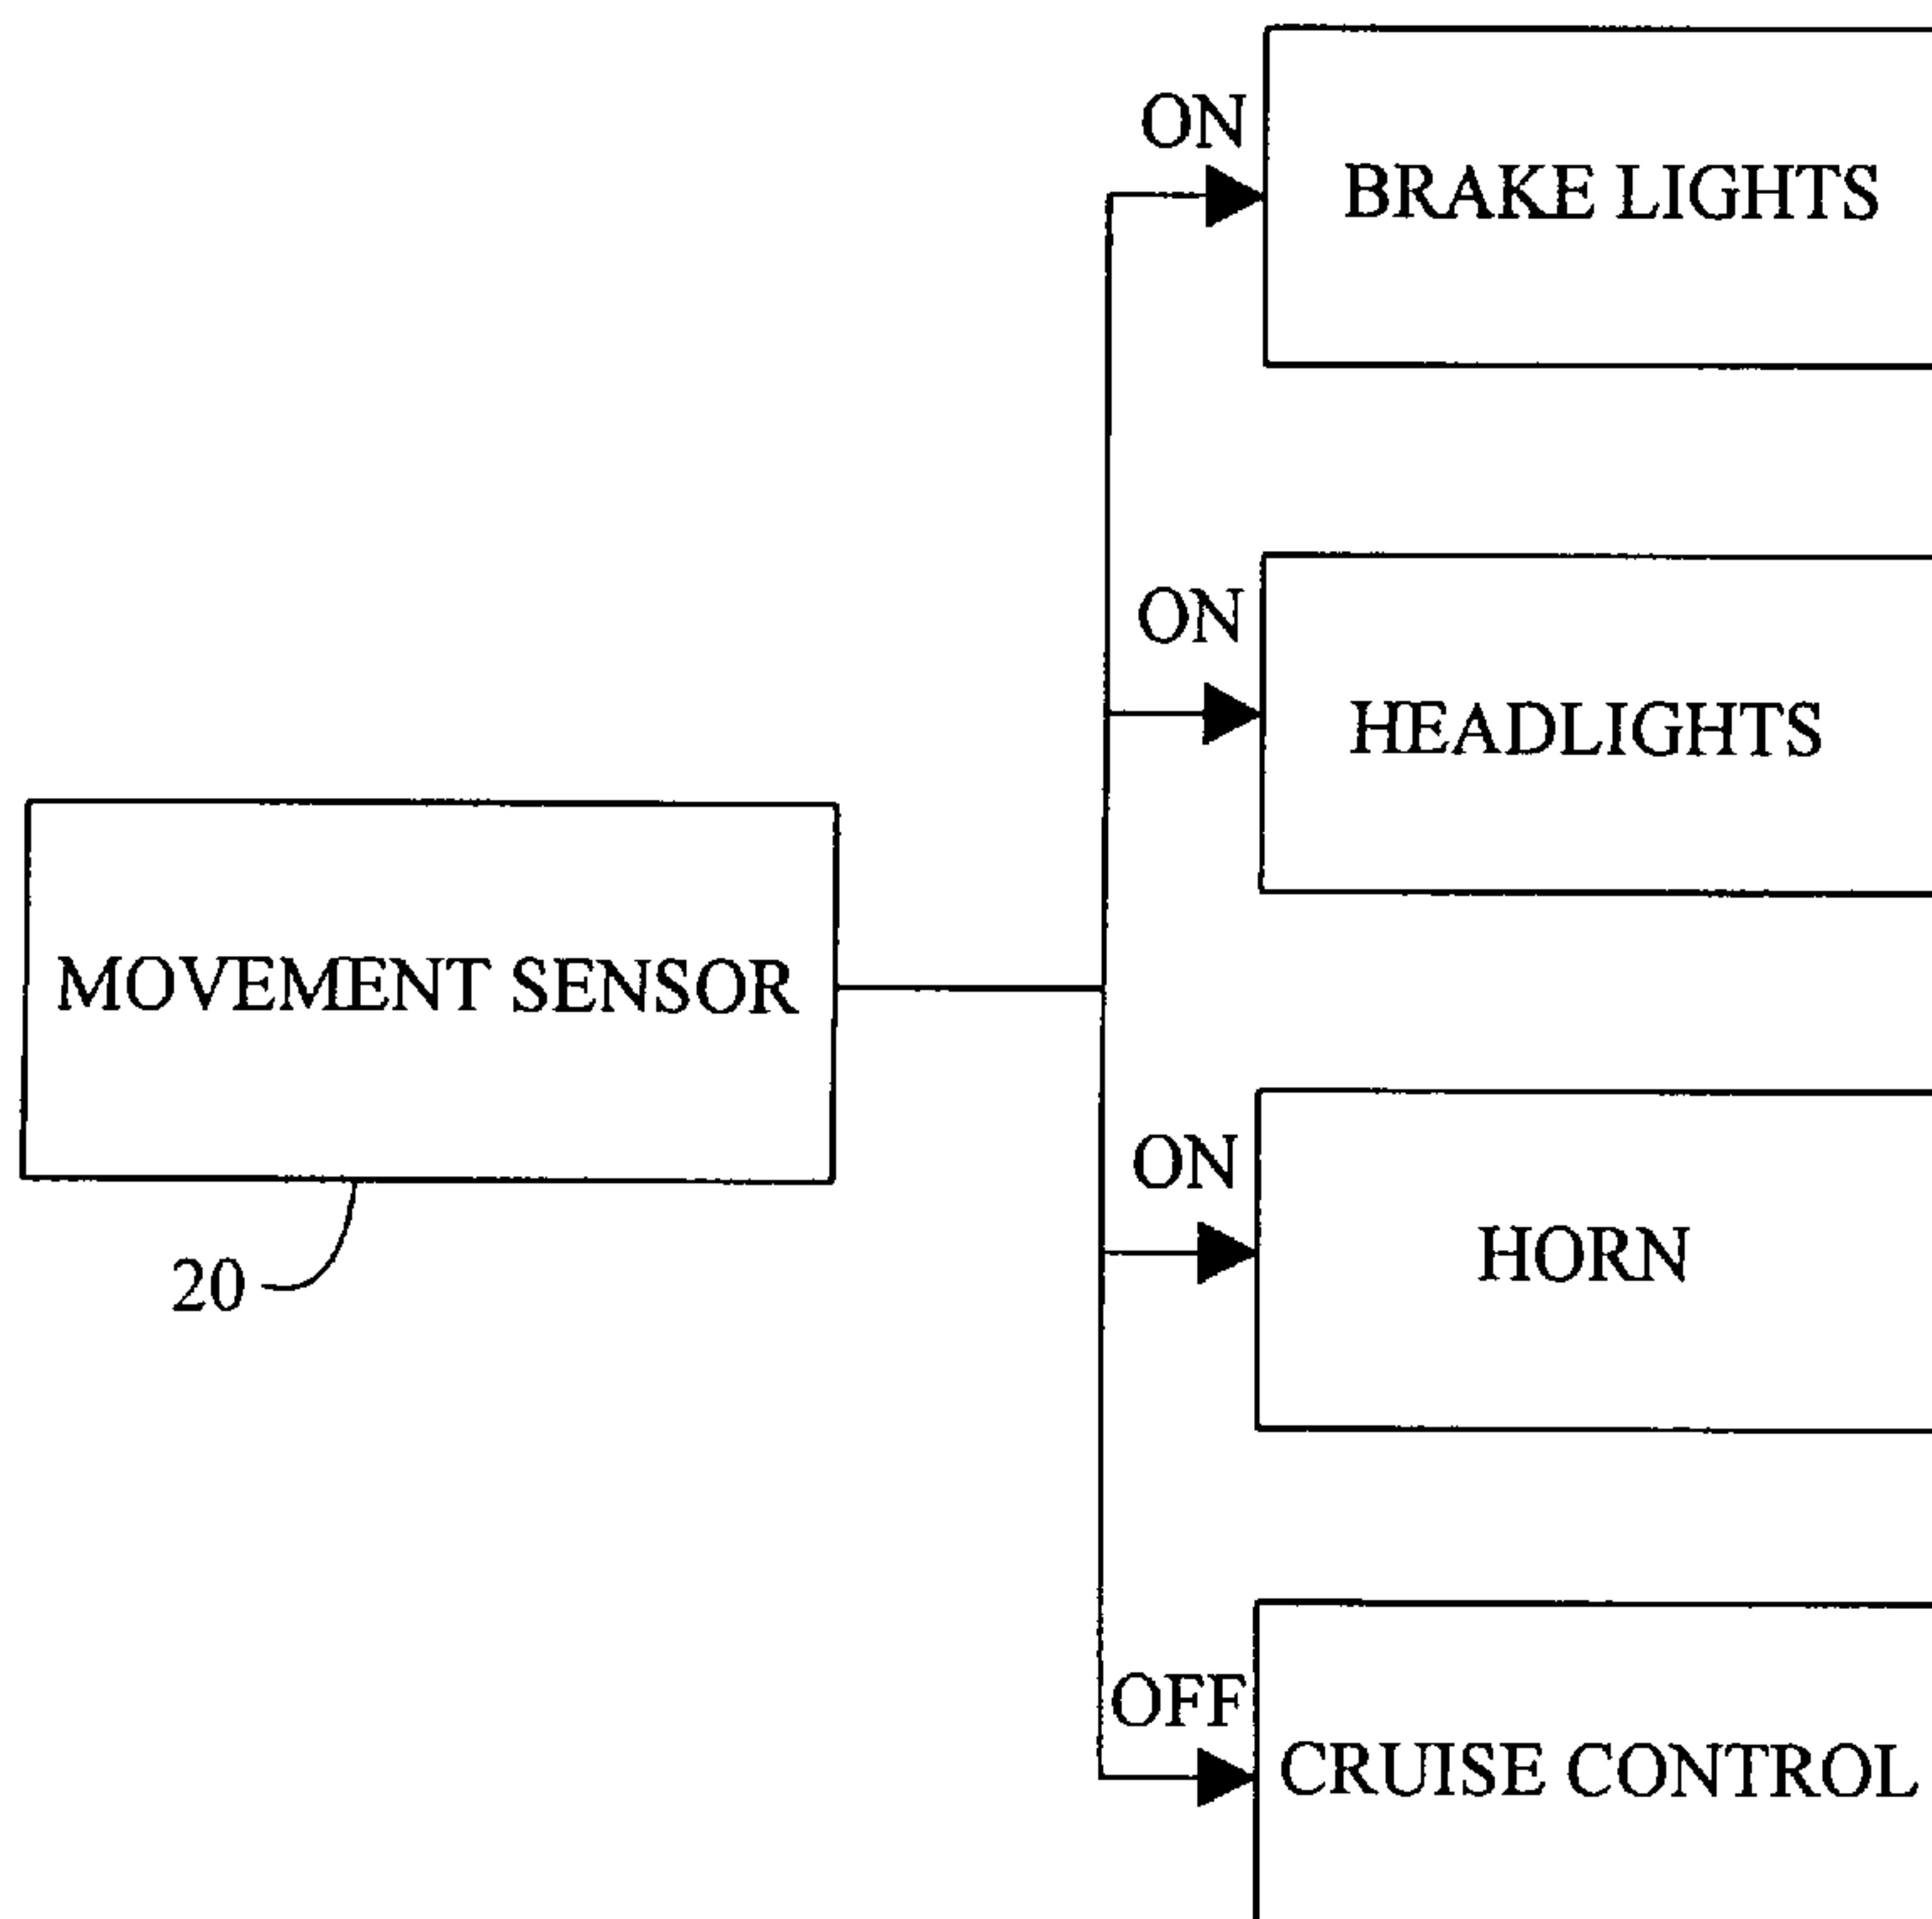 ON
BRAKE LIGHTS
ON
HEADLIGHTS
MOVEMENT SENSOR
20
ON
HORN
OFF
CRUISE CONTROL